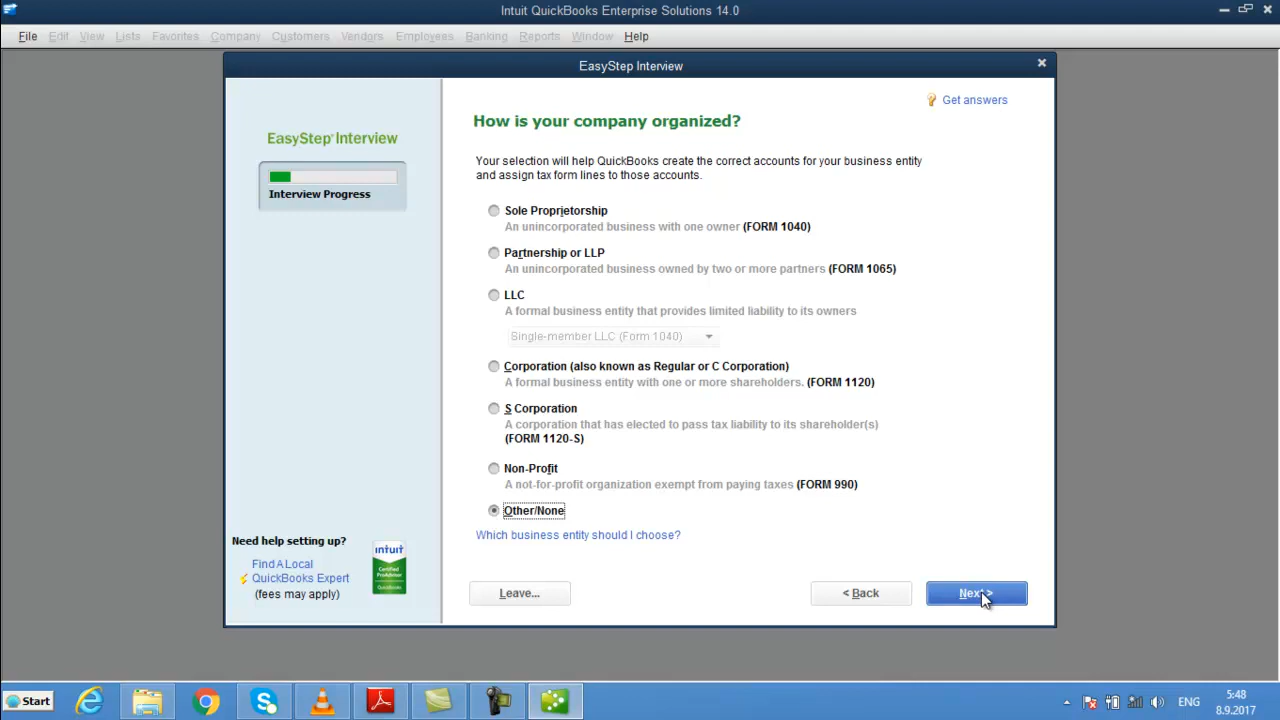 Intuit QuickBooks Enterprise Solutions 14.0
File Edit View Lists Favorites Company Customers Vendors Employees Banking Reports Window Help
EasyStep Interview
Get answers
EasyStep Interview
Interview Progress
How is your company organized?
Your selection will help QuickBooks create the correct accounts for your business entity
and assign tax form lines to those accounts.
Sole Proprietorship
An unincorporated business with one owner (FORM 1040)
Partnership or LLP
An unincorporated business owned by two or more partners (FORM 1065)
LLC
A formal business entity that provides limited liability to its owners
Single-member LLC (Form 1040)
Corporation (also known as Regular or C Corporation)
A formal business entity with one or more shareholders. (FORM 1120)
S Corporation
A corporation that has elected to pass tax liability to its shareholder(s)
(FORM 1120-S)
Non-Profit
A not-for-profit organization exempt from paying taxes (FORM 990)
Other/None
Which business entity should I choose?
Need help setting up?
Find A Local
QuickBooks Expert
(fees may apply)
intuit
Certified
ProAdvisor
QuickBooks
Leave...
< Back
Next >
Start
ENG
5:48
8.9.2017